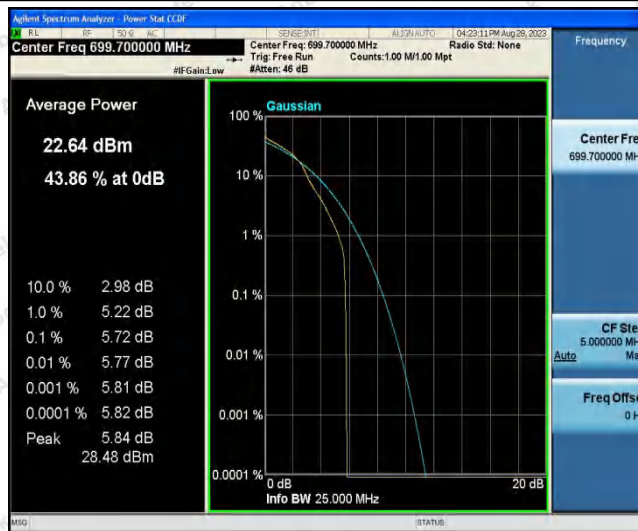 Agilent Spectrum Analyzer - Power Stat CCDF
RL RF 50 Ω AC SENSE:INT ALIGN AUTO 04:23:11 PM Aug 28, 2023
Center Freq 699.700000 MHz
Center Freq: 699.700000 MHz Radio Std: None
Trig: Free Run Counts:1.00 M/1.00 Mpt
#IFGain:Low #Atten: 46 dB
Frequency
Average Power
22.64 dBm
43.86 % at 0dB
10.0 % 2.98 dB
1.0 % 5.22 dB
0.1 % 5.72 dB
0.01 % 5.77 dB
0.001 % 5.81 dB
0.0001 % 5.82 dB
Peak 5.84 dB
28.48 dBm
Gaussian
100 %
10 %
1 %
0.1 %
0.01 %
0.001 %
0.0001 %
0 dB 20 dB
Info BW 25.000 MHz
Center Fre
699.700000 MH
CF Ste
5.000000 MH
Auto Ma
Freq Offs
0 H
MSG STATUS